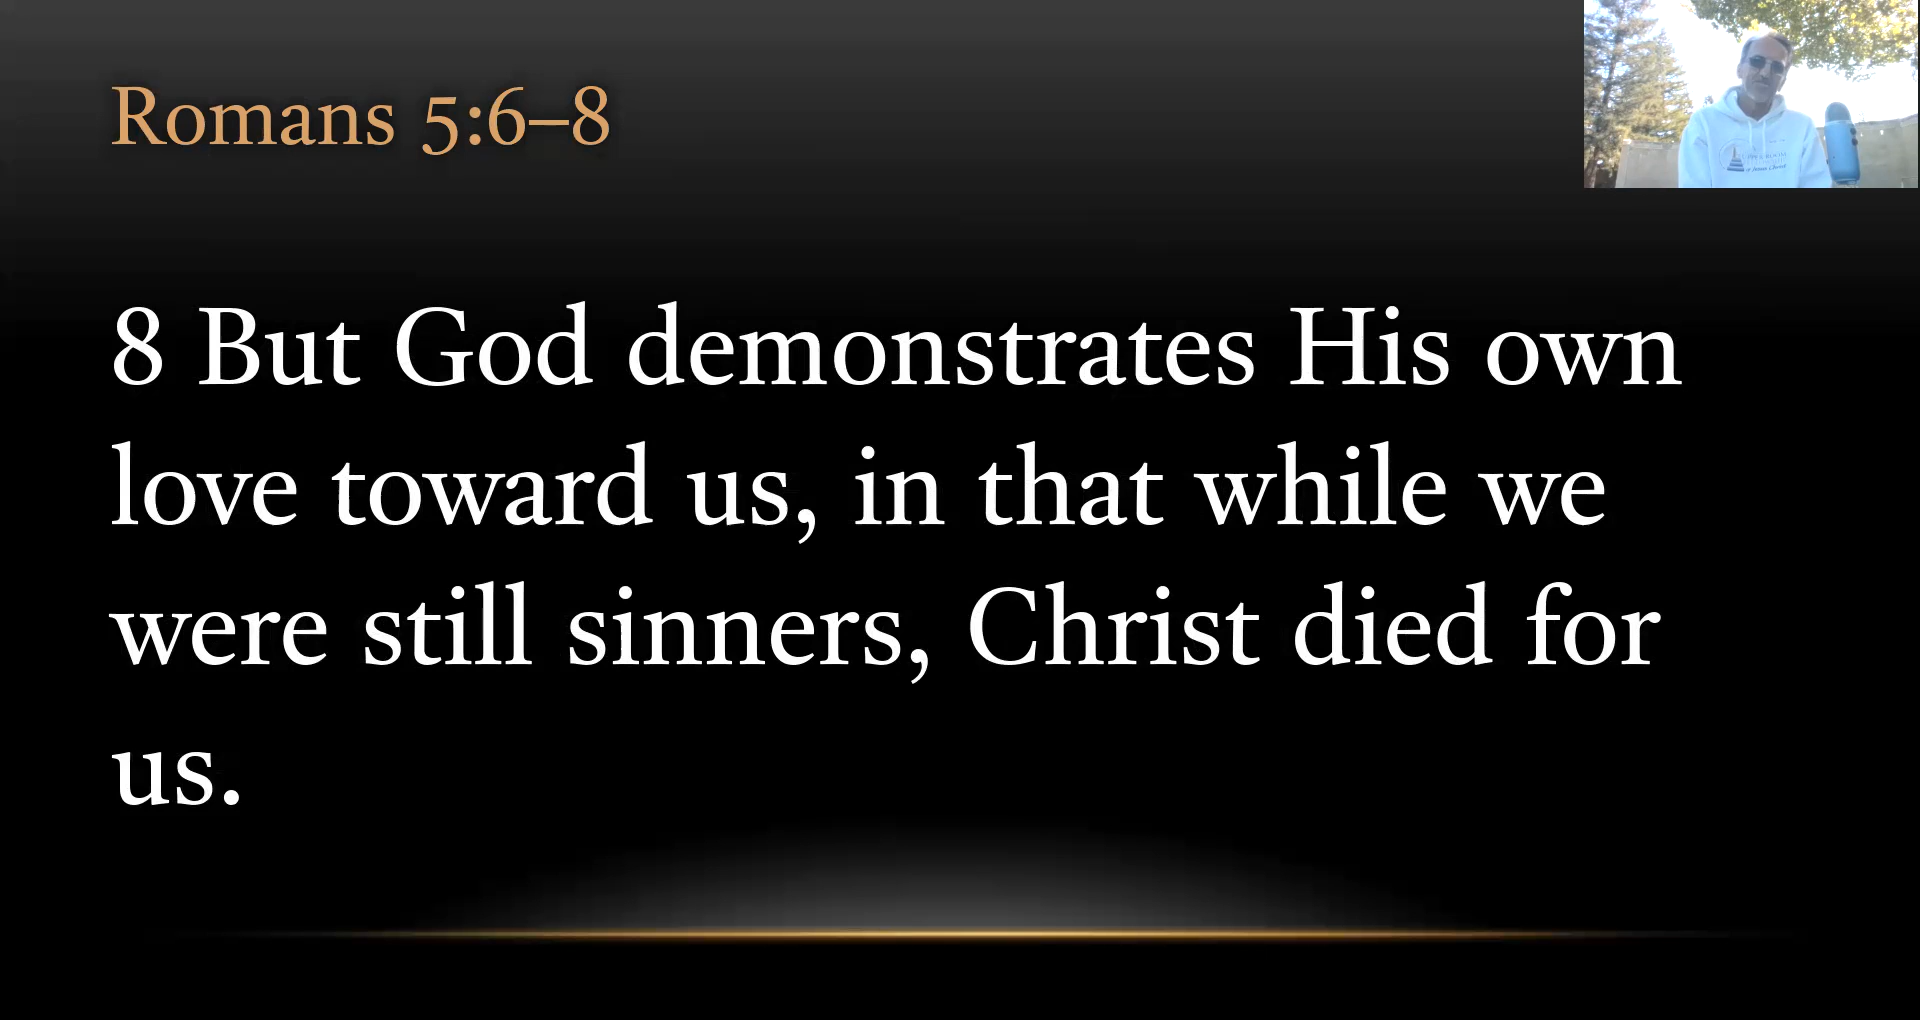 Romans 5:6–8
8 But God demonstrates His own
love toward us, in that while we
were still sinners, Christ died for
us.